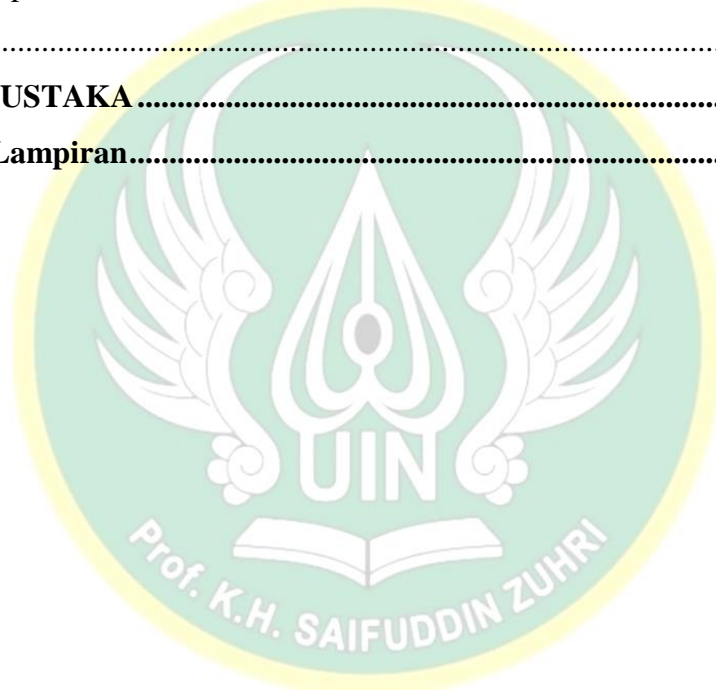 ................................................................................................
USTAKA................................................................................
Lampiran.................................................................................
UIN
Prof. K.H. SAIFUDDIN ZUHRI